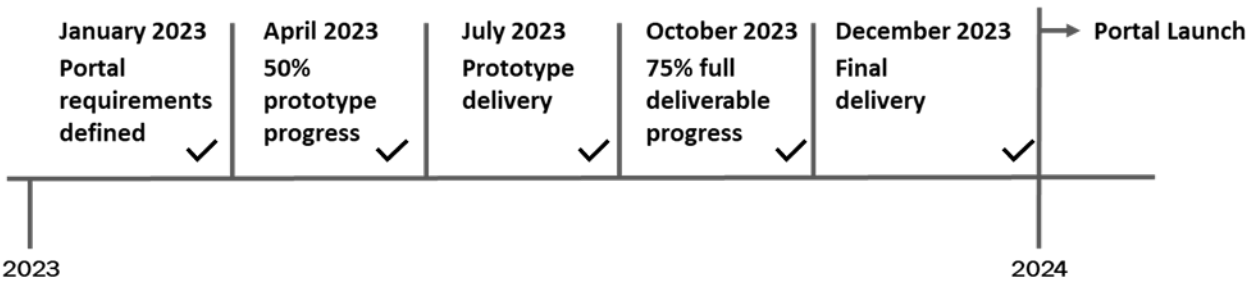 January 2023
Portal
requirements
defined
April 2023
50%
prototype
progress
July 2023
Prototype
delivery
October 2023
75% full
deliverable
progress
December 2023
Final
delivery
Portal Launch
2023
2024